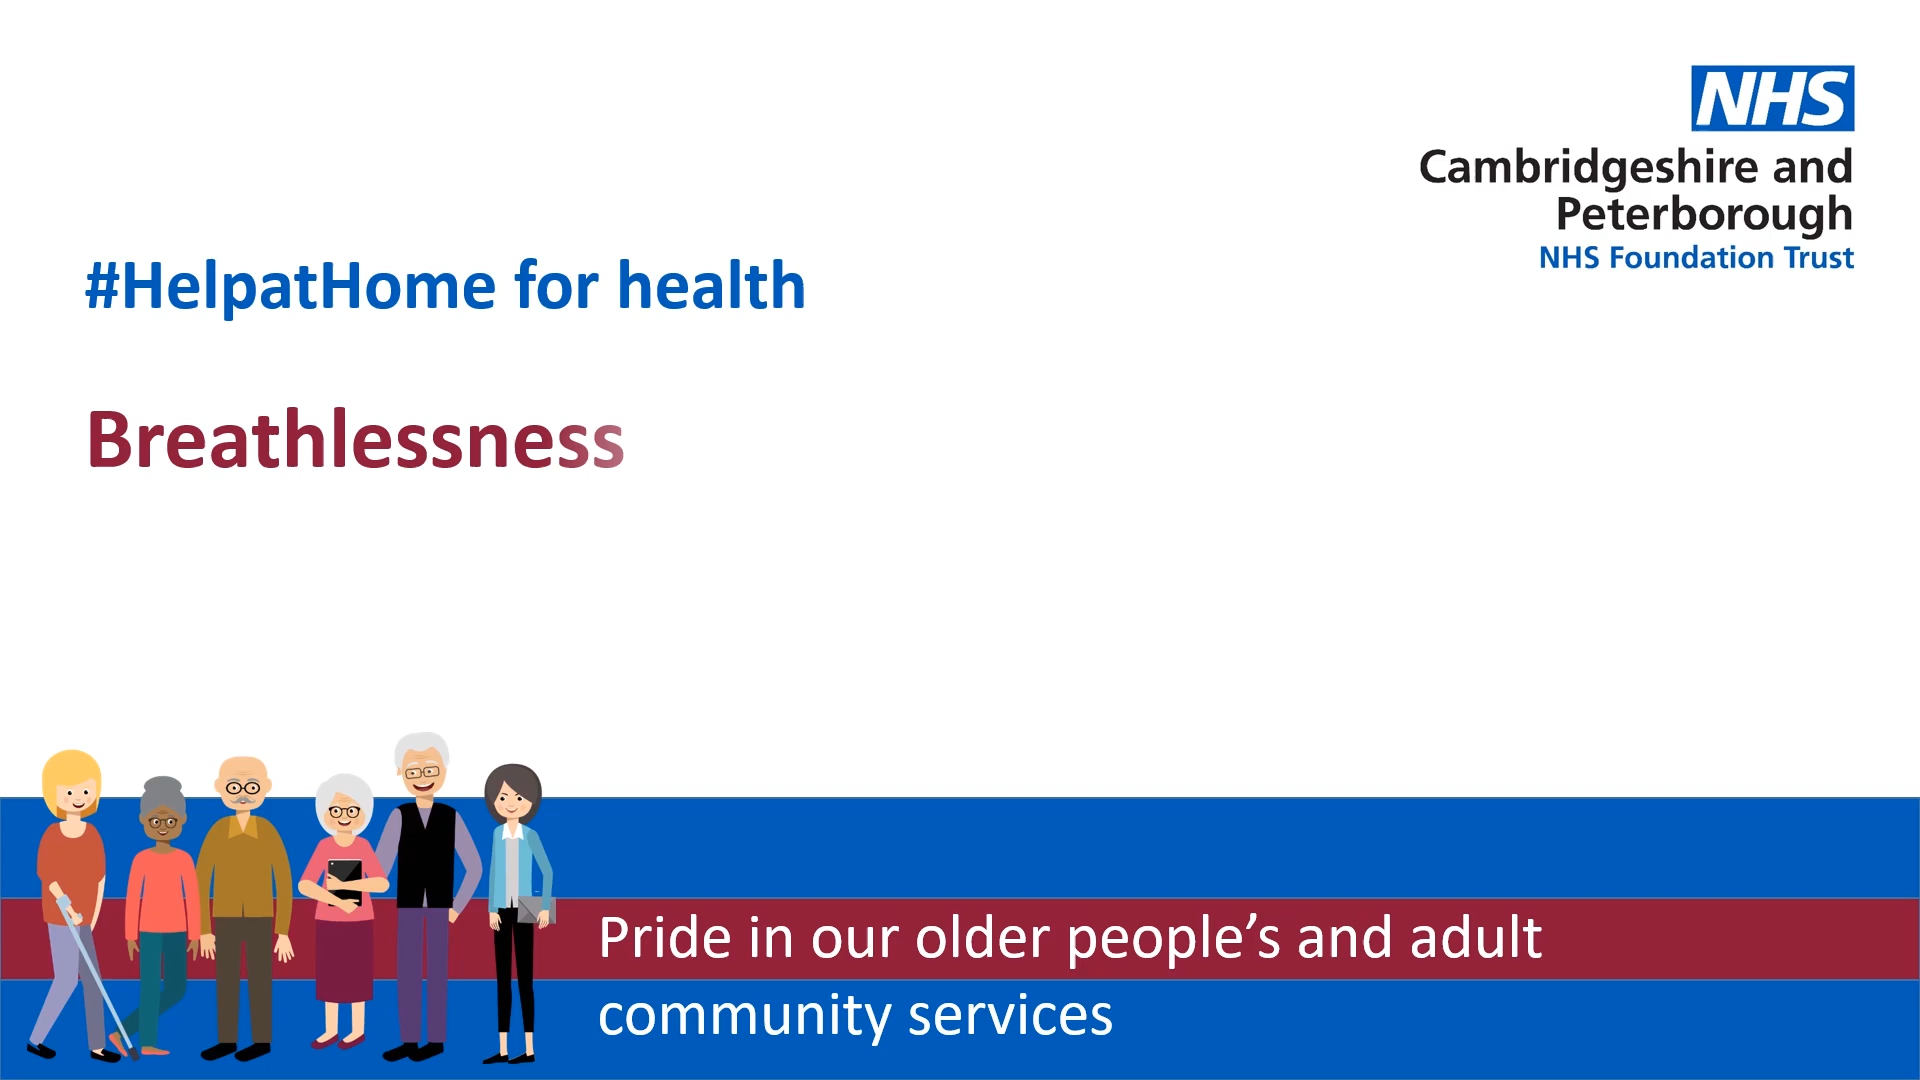 NHS
Cambridgeshire and
Peterborough
NHS Foundation Trust
#HelpatHome for health
Breathlessness
Pride in our older people’s and adult
community services